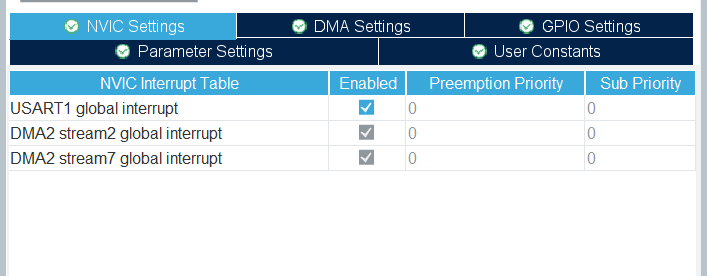 NVIC Settings DMA Settings GPIO Settings
Parameter Settings User Constants
NVIC Interrupt Table Enabled Preemption Priority Sub Priority
USART1 global interrupt 0 0
DMA2 stream2 global interrupt 0 0
DMA2 stream7 global interrupt 0 0